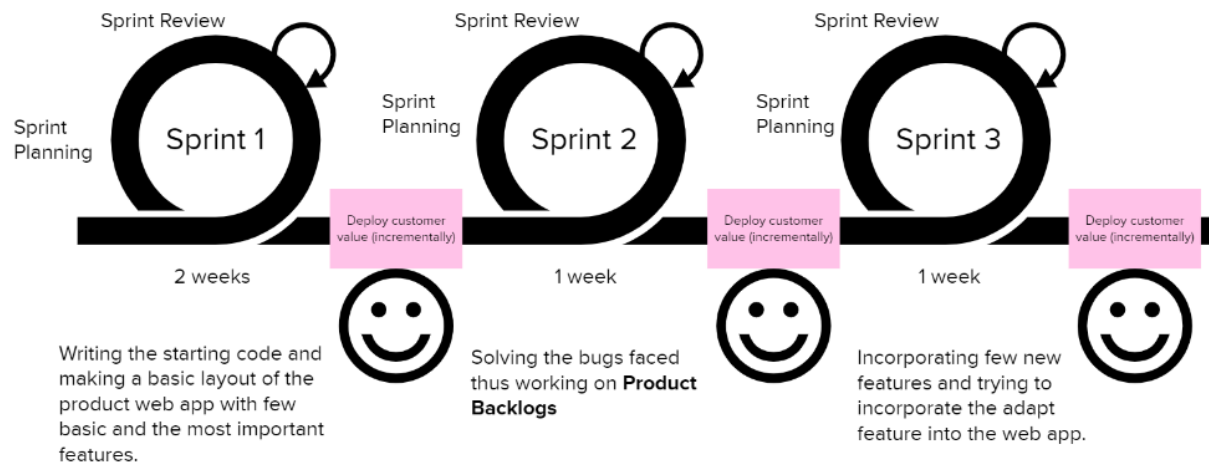 Sprint Review
Sprint
Planning
Sprint 1
Deploy customer
value (incrementally)
2 weeks
Writing the starting code and
making a basic layout of the
product web app with few
basic and the most important
features.
Sprint Review
Sprint
Planning
Sprint 2
Deploy customer
value (incrementally)
1 week
Solving the bugs faced
thus working on Product
Backlogs
Sprint Review
Sprint
Planning
Sprint 3
Deploy customer
value (incrementally)
1 week
Incorporating few new
features and trying to
incorporate the adapt
feature into the web app.